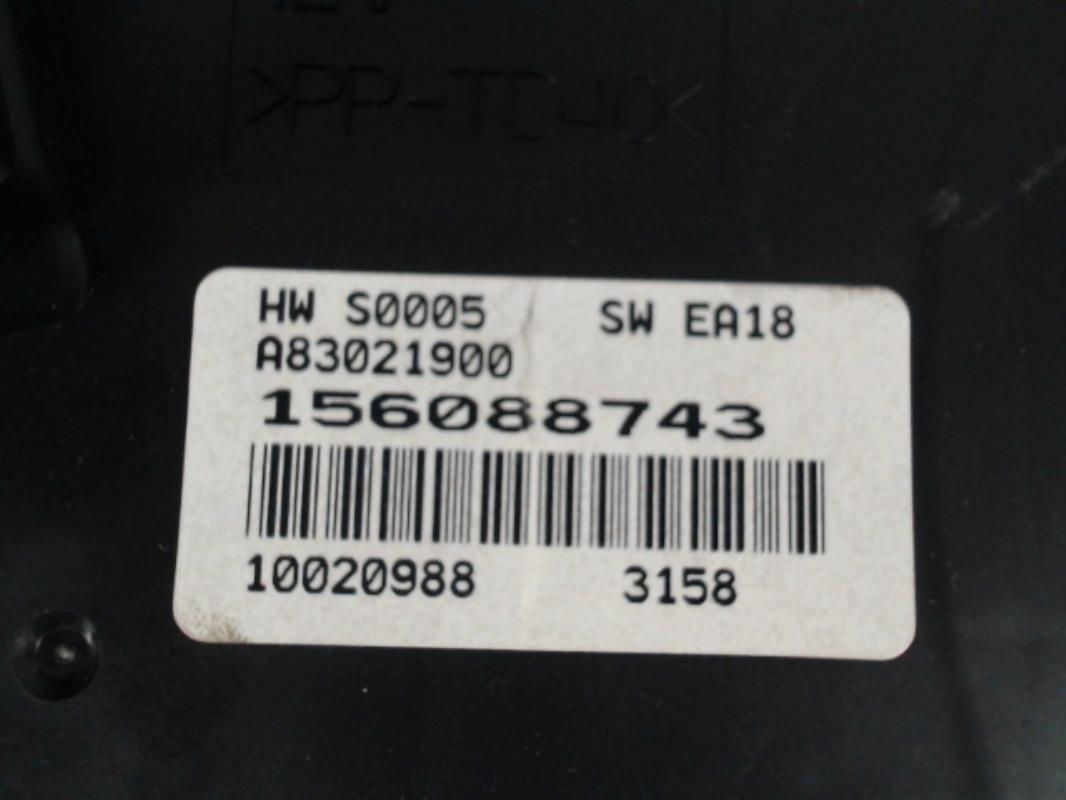 >PP-TD40<
HW S0005 SW EA18
A83021900
156088743
10020988 3158